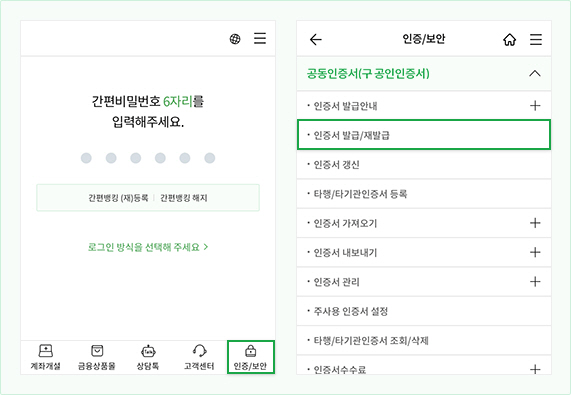 간편비밀번호 6자리를
입력해주세요.
간편뱅킹 (재)등록 | 간편뱅킹 해지
로그인 방식을 선택해 주세요 >
계좌개설
금융상품몰
Talk
상담톡
고객센터
인증/보안
인증/보안
공동인증서(구 공인인증서)
· 인증서 발급안내
· 인증서 발급/재발급
· 인증서 갱신
· 타행/타기관인증서 등록
· 인증서 가져오기
· 인증서 내보내기
· 인증서 관리
· 주사용 인증서 설정
· 타행/타기관인증서 조회/삭제
· 인증서수수료